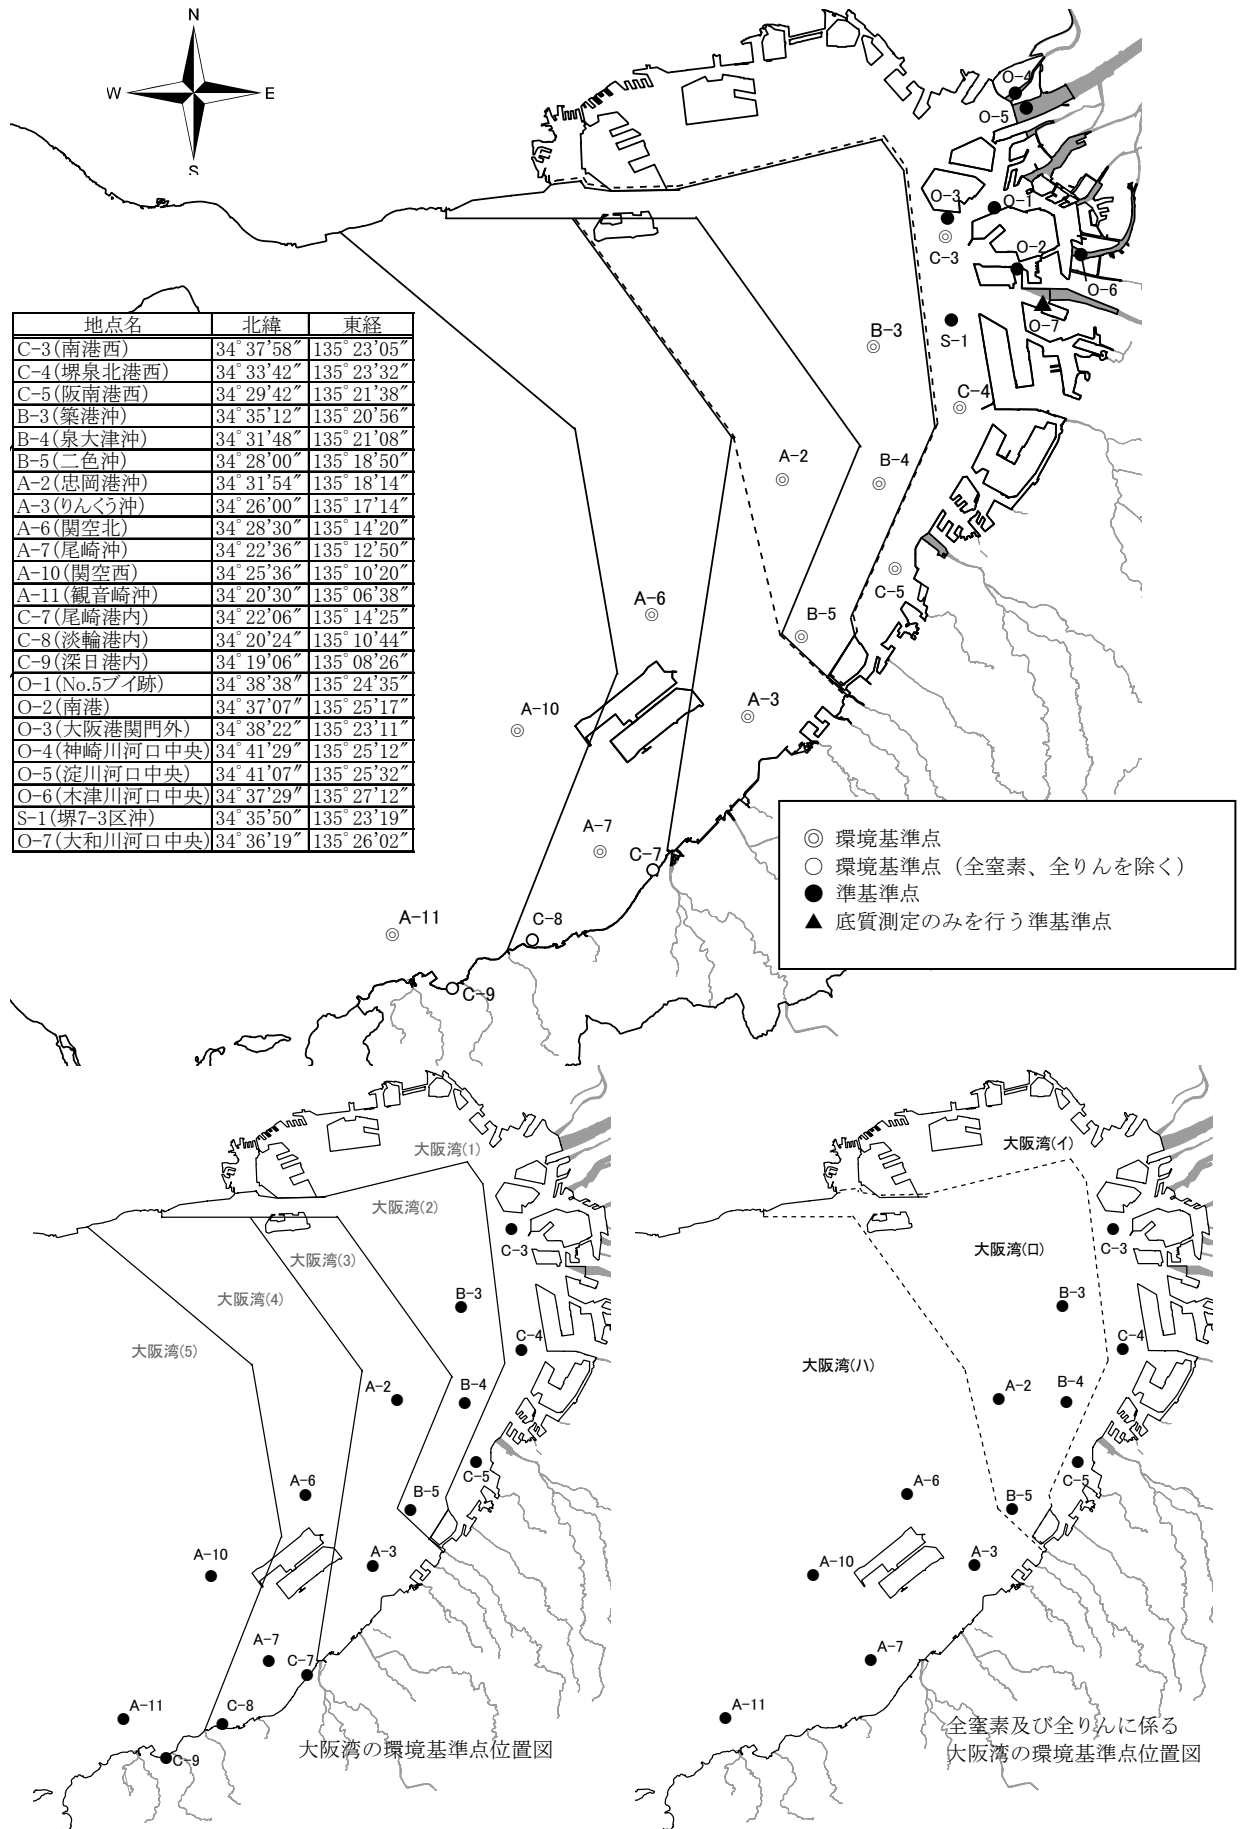 N
W
E
S
O-4
O-5
O-3
O-1
C-3
O-2
O-6
O-7
S-1
B-3
C-4
A-2
B-4
C-5
A-6
B-5
A-10
A-3
A-7
C-7
A-11
C-8
C-9
地点名 北緯 東経
C-3(南港西) 34°37′58″ 135°23′05″
C-4(堺泉北港西) 34°33′42″ 135°23′32″
C-5(阪南港西) 34°29′42″ 135°21′38″
B-3(築港沖) 34°35′12″ 135°20′56″
B-4(泉大津沖) 34°31′48″ 135°21′08″
B-5(二色沖) 34°28′00″ 135°18′50″
A-2(忠岡港沖) 34°31′54″ 135°18′14″
A-3(りんくう沖) 34°26′00″ 135°17′14″
A-6(関空北) 34°28′30″ 135°14′20″
A-7(尾崎沖) 34°22′36″ 135°12′50″
A-10(関空西) 34°25′36″ 135°10′20″
A-11(観音崎沖) 34°20′30″ 135°06′38″
C-7(尾崎港内) 34°22′06″ 135°14′25″
C-8(淡輪港内) 34°20′24″ 135°10′44″
C-9(深日港内) 34°19′06″ 135°08′26″
O-1(No.5ブイ跡) 34°38′38″ 135°24′35″
O-2(南港) 34°37′07″ 135°25′17″
O-3(大阪港関門外) 34°38′22″ 135°23′11″
O-4(神崎川河口中央) 34°41′29″ 135°25′12″
O-5(淀川河口中央) 34°41′07″ 135°25′32″
O-6(木津川河口中央) 34°37′29″ 135°27′12″
S-1(堺7-3区沖) 34°35′50″ 135°23′19″
O-7(大和川河口中央) 34°36′19″ 135°26′02″
◎ 環境基準点
○ 環境基準点（全窒素、全りんを除く）
● 準基準点
▲ 底質測定のみを行う準基準点
大阪湾(1)
大阪湾(2)
大阪湾(3)
大阪湾(4)
大阪湾(5)
C-3
B-3
C-4
A-2
B-4
C-5
A-6
B-5
A-10
A-3
A-7
C-7
A-11
C-8
C-9
大阪湾の環境基準点位置図
大阪湾(イ)
大阪湾(ロ)
大阪湾(ハ)
C-3
B-3
C-4
A-2
B-4
C-5
A-6
B-5
A-10
A-3
A-7
A-11
全窒素及び全りんに係る
大阪湾の環境基準点位置図